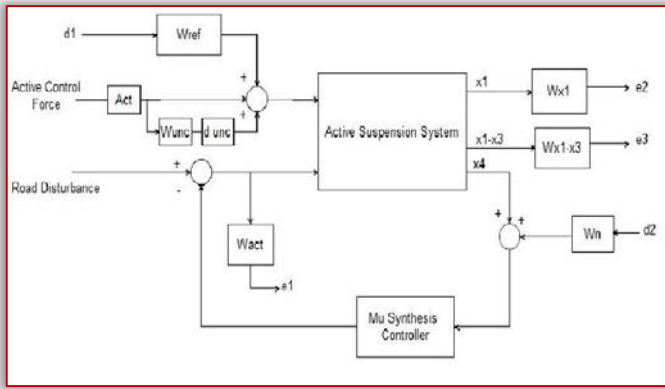 d1
Wref
Active Control
Force
Act
+
+
+
Wunc
d unc
Active Suspension System
x1
Wx1
e2
x1-x3
Wx1-x3
e3
x4
Road Disturbance
+
-
Wact
e1
+
+
Wn
d2
Mu Synthesis
Controller